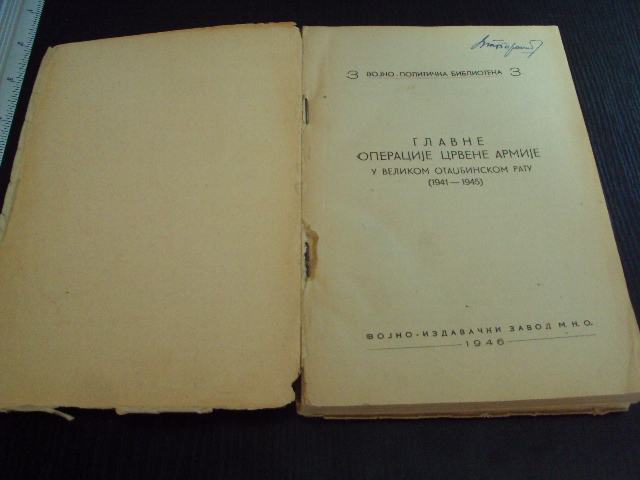 3 ВОЈНО-ПОЛИТИЧКА БИБЛИОТЕКА 3
ГЛАВНЕ
ОПЕРАЦИЈЕ ЦРВЕНЕ АРМИЈЕ
У ВЕЛИКОМ ОТАЏБИНСКОМ РАТУ
(1941—1945)
ВОЈНО-ИЗДАВАЧКИ ЗАВОД М. Н. О.
1946